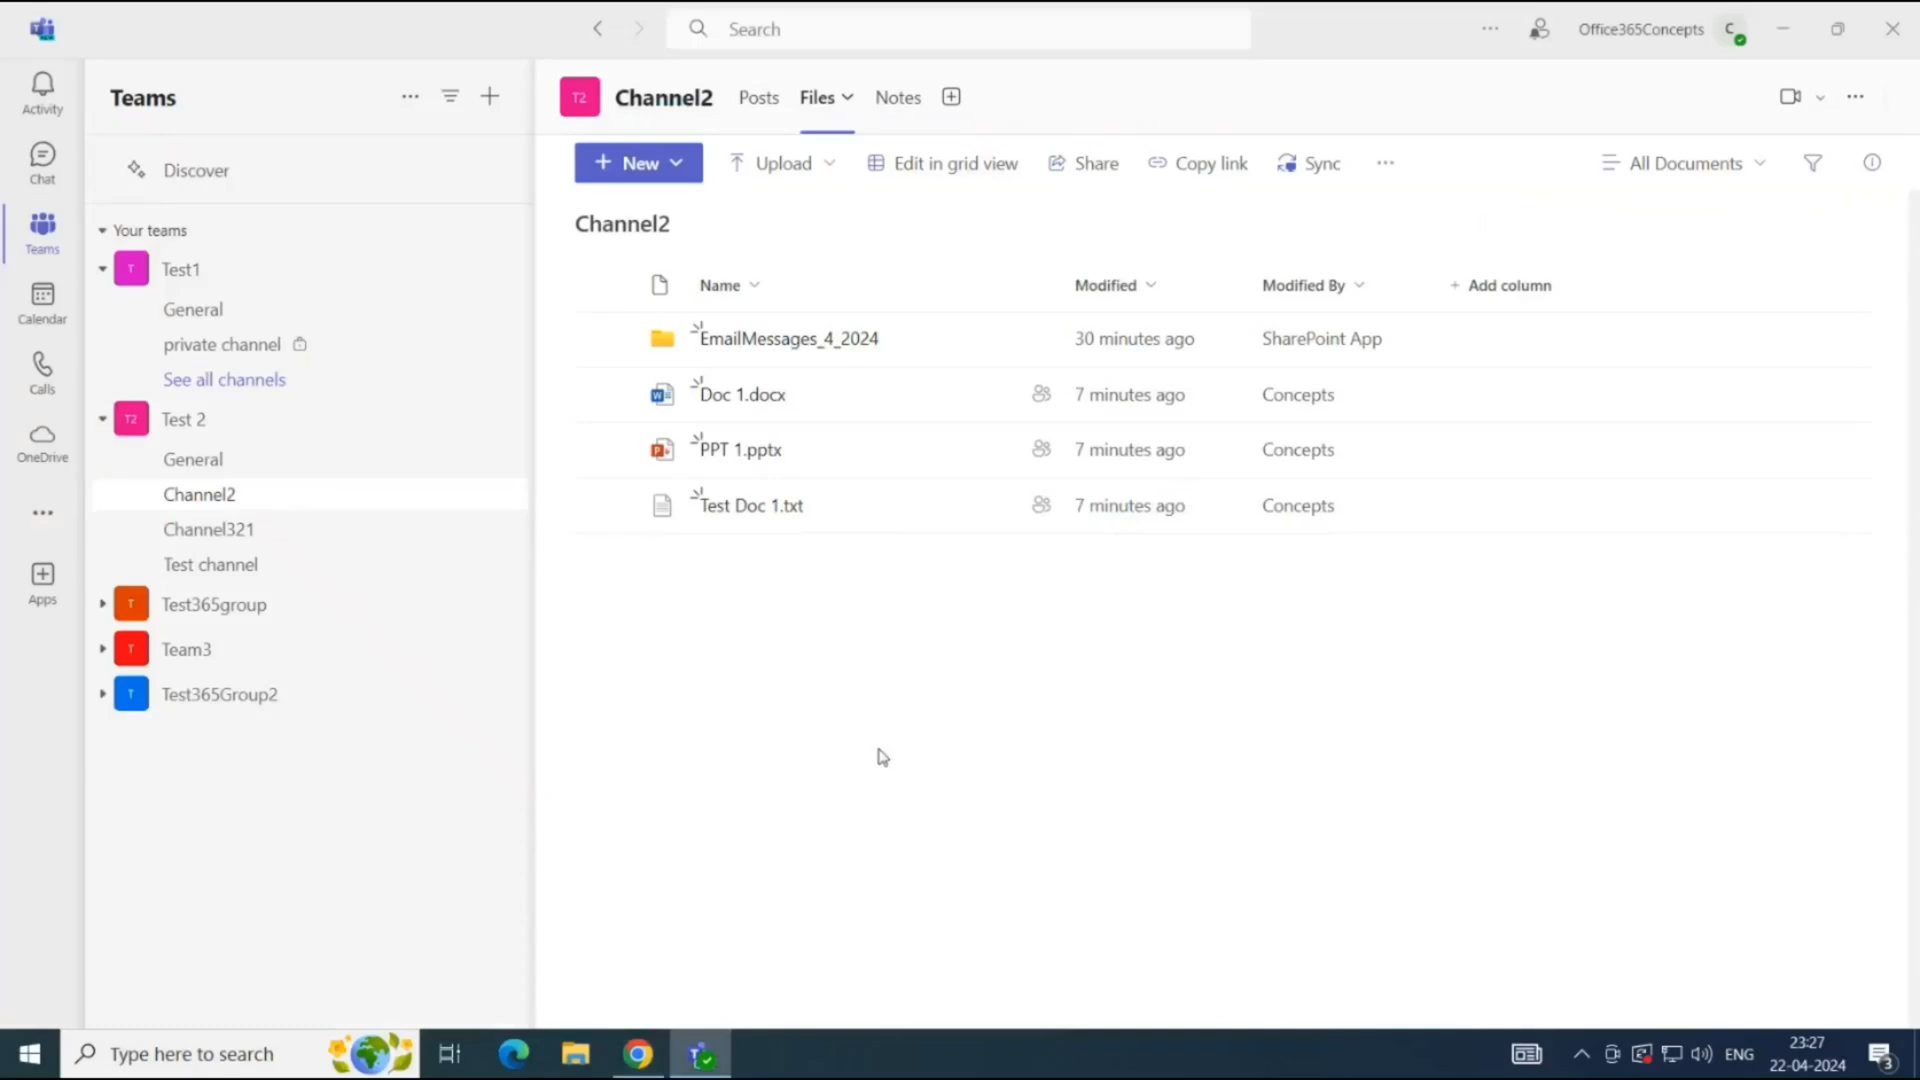 Search
Office365Concepts
C
Activity
Chat
Teams
Calendar
Calls
OneDrive
Apps
Teams
Discover
Your teams
T Test1
General
private channel
See all channels
T2 Test 2
General
Channel2
Channel321
Test channel
T Test365group
T Team3
T Test365Group2
T2 Channel2 Posts Files Notes
New Upload Edit in grid view Share Copy link Sync All Documents
Channel2
Name Modified Modified By + Add column
EmailMessages_4_2024 30 minutes ago SharePoint App
Doc 1.docx 7 minutes ago Concepts
PPT 1.pptx 7 minutes ago Concepts
Test Doc 1.txt 7 minutes ago Concepts
Type here to search
ENG
23:27
22-04-2024
3